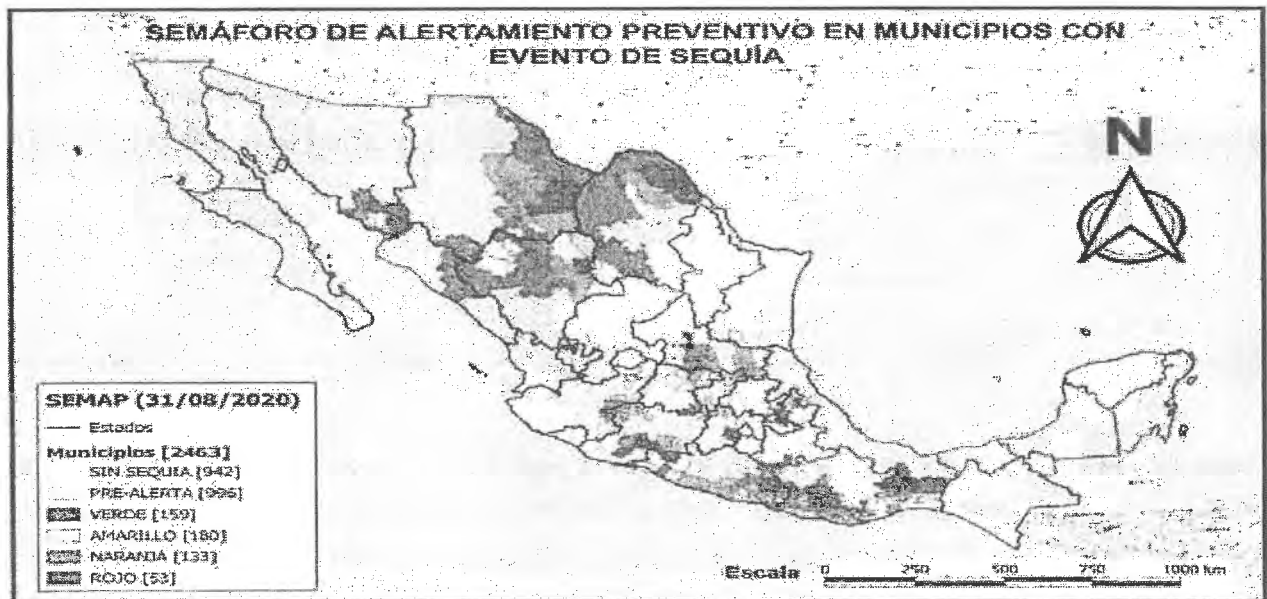 SEMÁFORO DE ALERTAMIENTO PREVENTIVO EN MUNICIPIOS CON
EVENTO DE SEQUÍA
N
SEMAP (31/08/2020)
Estados
Municipios [2463]
SIN SEQUIA [942]
PRE-ALERTA [996]
VERDE [159]
AMARILLO [180]
NARANJA [133]
ROJO [53]
Escala 0 250 500 750 1000 km